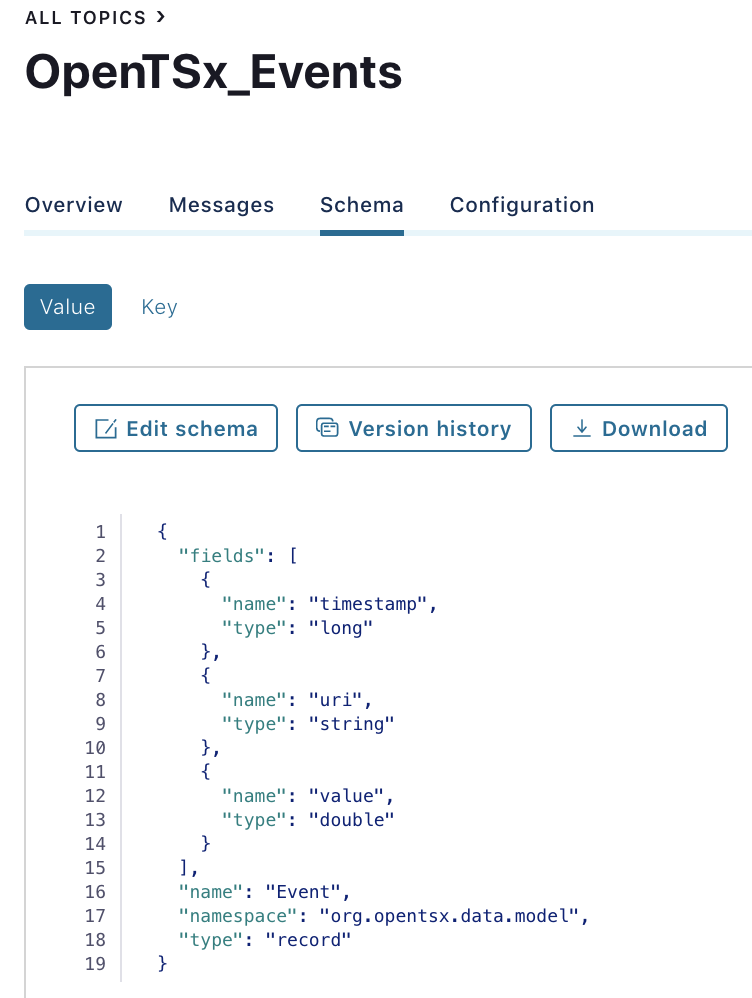 ALL TOPICS ›
OpenTSx_Events
Overview Messages Schema Configuration
Value Key
Edit schema Version history Download
1 {
2 "fields": [
3 {
4 "name": "timestamp",
5 "type": "long"
6 },
7 {
8 "name": "uri",
9 "type": "string"
10 },
11 {
12 "name": "value",
13 "type": "double"
14 }
15 ],
16 "name": "Event",
17 "namespace": "org.opentsx.data.model",
18 "type": "record"
19 }